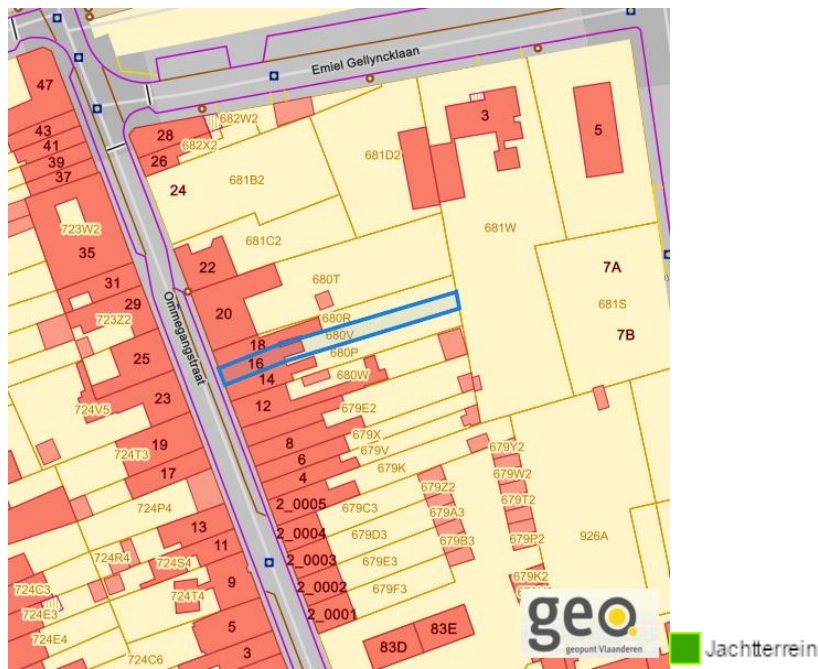 Emiel Gellyncklaan
47
43
41
39
37
28
682W2
682X2
26
3
5
24
681B2
681D2
723W2
35
681C2
681W
22
680T
7A
31
29
723Z2
20
681S
Ommegangstraat
680R
18
680V
7B
25
16
680P
14
680W
23
12
679E2
724V5
19
8
679X
679V
679Y2
724T3
6
17
4
679K
679Z2
679W2
724P4
2_0005
679C3
679A3
679T2
13
2_0004
679D3
679B3
679P2
926A
11
724R4
724S4
2_0003
679E3
724C3
9
2_0002
679F3
679K2
724T4
724E3
2_0001
5
83D
83E
724E4
724C6
3
geo
geopunt Vlaanderen
Jachtterrein